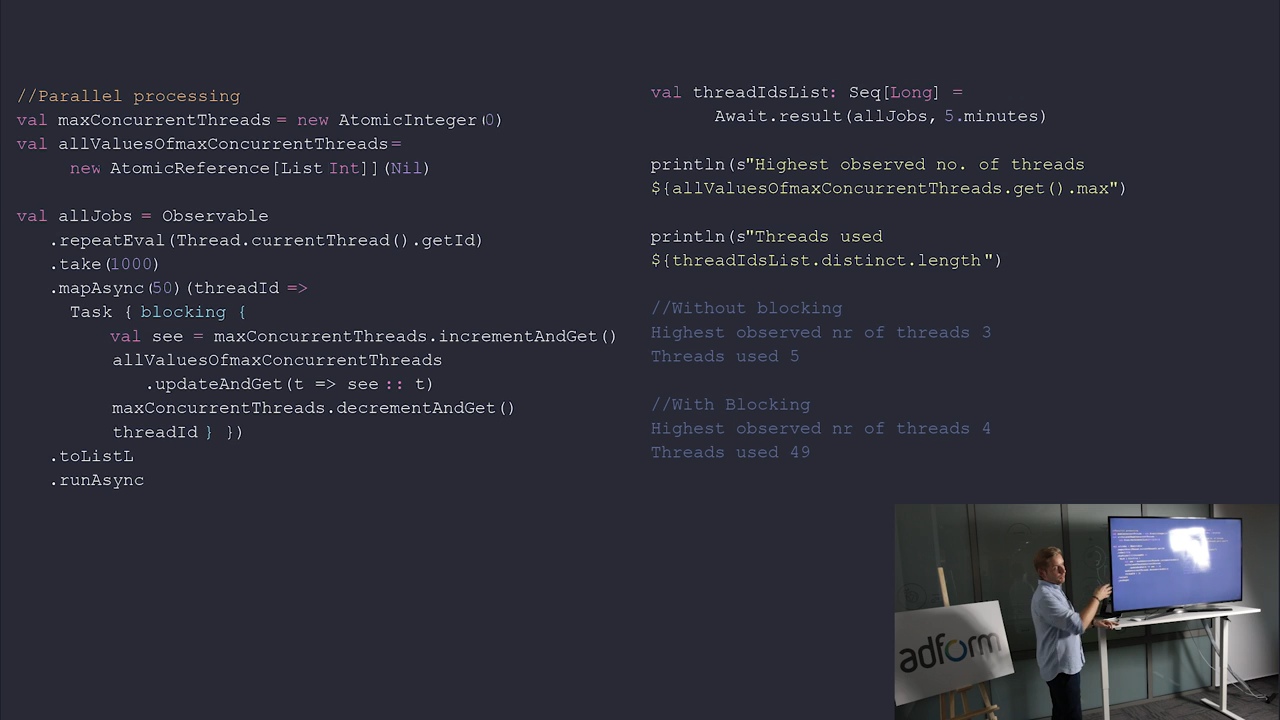 //Parallel processing
val maxConcurrentThreads = new AtomicInteger(0)
val allValuesOfmaxConcurrentThreads=
new AtomicReference[List Int]](Nil)
val allJobs = Observable
.repeatEval(Thread.currentThread().getId)
.take(1000)
.mapAsync(50)(threadId =>
Task { blocking {
val see = maxConcurrentThreads.incrementAndGet()
allValuesOfmaxConcurrentThreads
.updateAndGet(t => see :: t)
maxConcurrentThreads.decrementAndGet()
threadId } })
.toListL
.runAsync
val threadIdsList: Seq[Long] =
Await.result(allJobs, 5.minutes)
println(s"Highest observed no. of threads
${allValuesOfmaxConcurrentThreads.get().max")
println(s"Threads used
${threadIdsList.distinct.length")
//Without blocking
Highest observed nr of threads 3
Threads used 5
//With Blocking
Highest observed nr of threads 4
Threads used 49
adform